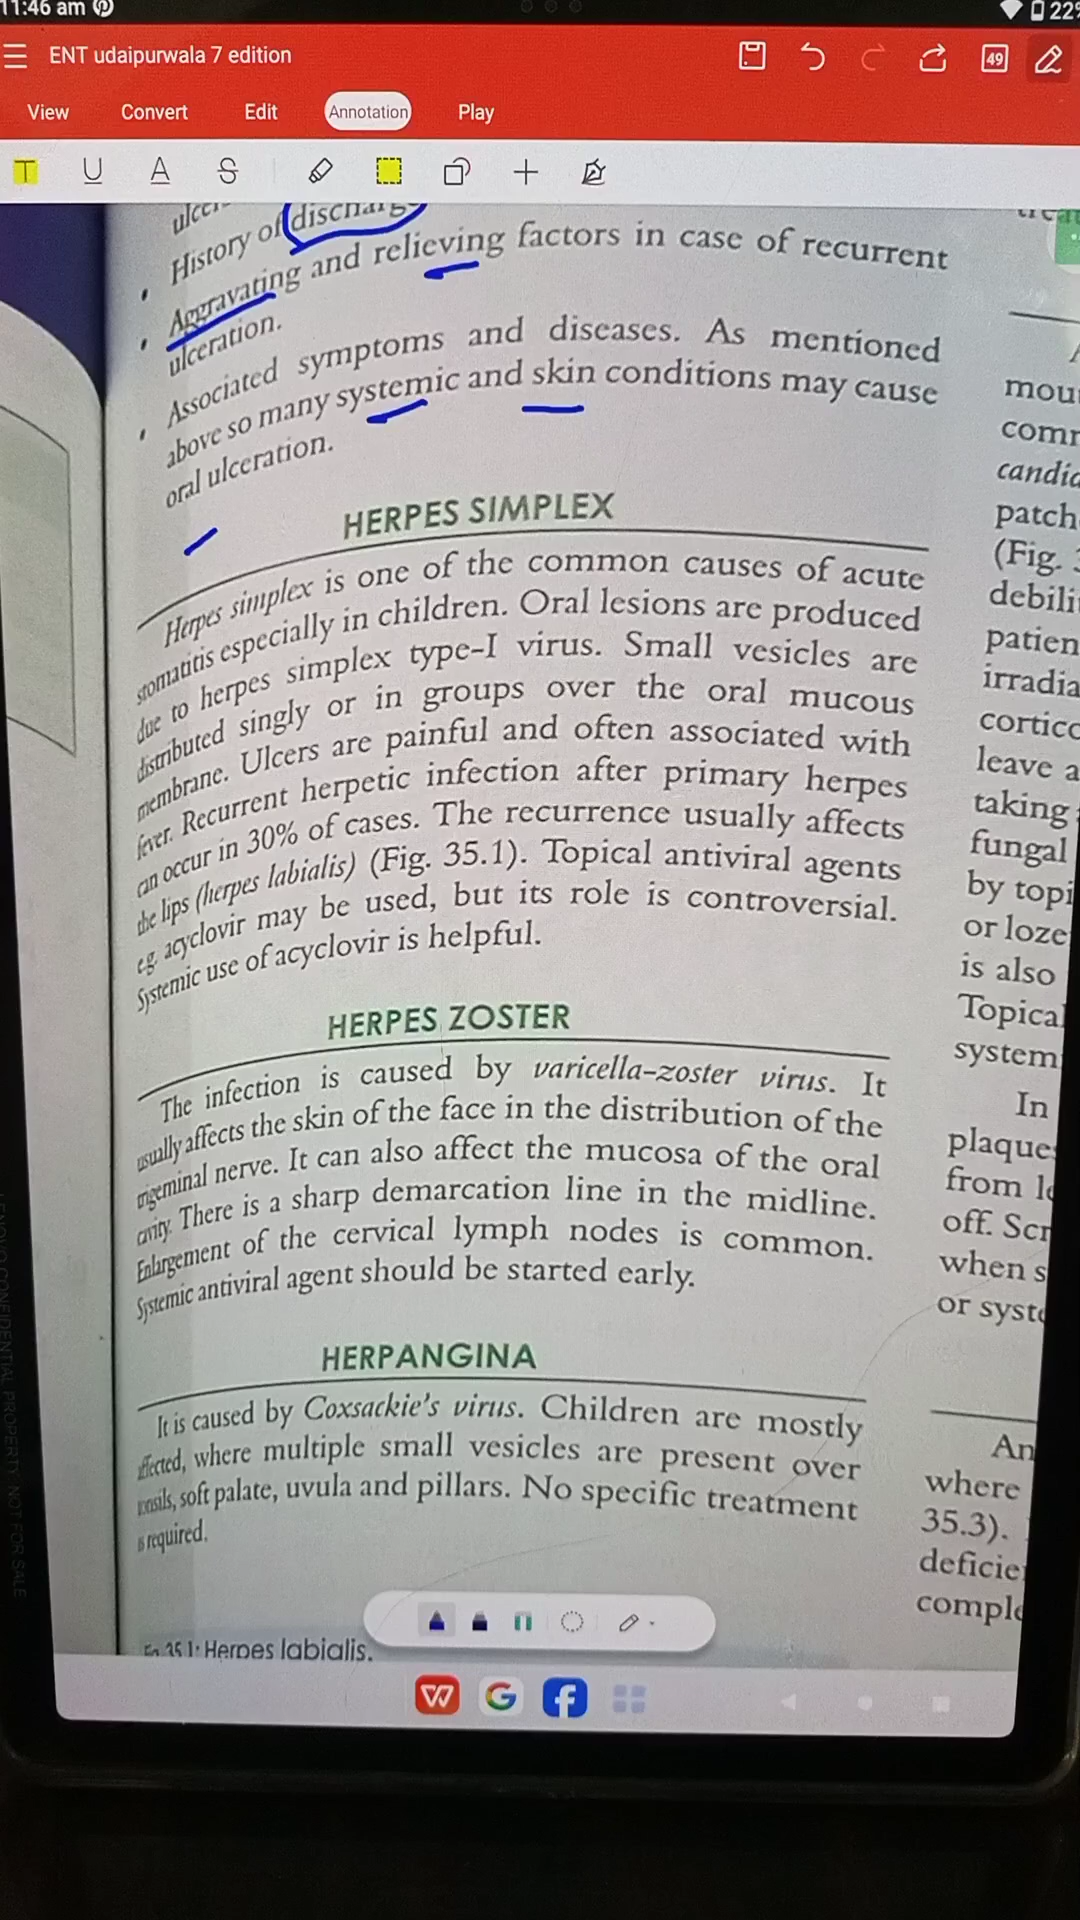 11:46 am
22%
ENT udaipurwala 7 edition
49
View Convert Edit Annotation Play
T U A S
History of discharge
Aggravating and relieving factors in case of recurrent
ulceration.
Associated symptoms and diseases. As mentioned
above so many systemic and skin conditions may cause
oral ulceration.
HERPES SIMPLEX
Herpes simplex is one of the common causes of acute
stomatitis especially in children. Oral lesions are produced
due to herpes simplex type-I virus. Small vesicles are
distributed singly or in groups over the oral mucous
membrane. Ulcers are painful and often associated with
fever. Recurrent herpetic infection after primary herpes
can occur in 30% of cases. The recurrence usually affects
the lips (herpes labialis) (Fig. 35.1). Topical antiviral agents
e.g. acyclovir may be used, but its role is controversial.
Systemic use of acyclovir is helpful.
HERPES ZOSTER
The infection is caused by varicella-zoster virus. It
usually affects the skin of the face in the distribution of the
trigeminal nerve. It can also affect the mucosa of the oral
cavity. There is a sharp demarcation line in the midline.
Enlargement of the cervical lymph nodes is common.
Systemic antiviral agent should be started early.
HERPANGINA
It is caused by Coxsackie's virus. Children are mostly
affected, where multiple small vesicles are present over
tonsils, soft palate, uvula and pillars. No specific treatment
is required.
Fig 35.1: Herpes labialis.
mou
com
candi
patch
(Fig.
debili
patien
irradia
cortico
leave a
taking
fungal
by topi
or loze
is also
Topical
system
In
plaque
from l
off. Scr
when s
or syst
An
where
35.3).
deficie
compl
CONFIDENTIAL PROPERTY NOT FOR SALE